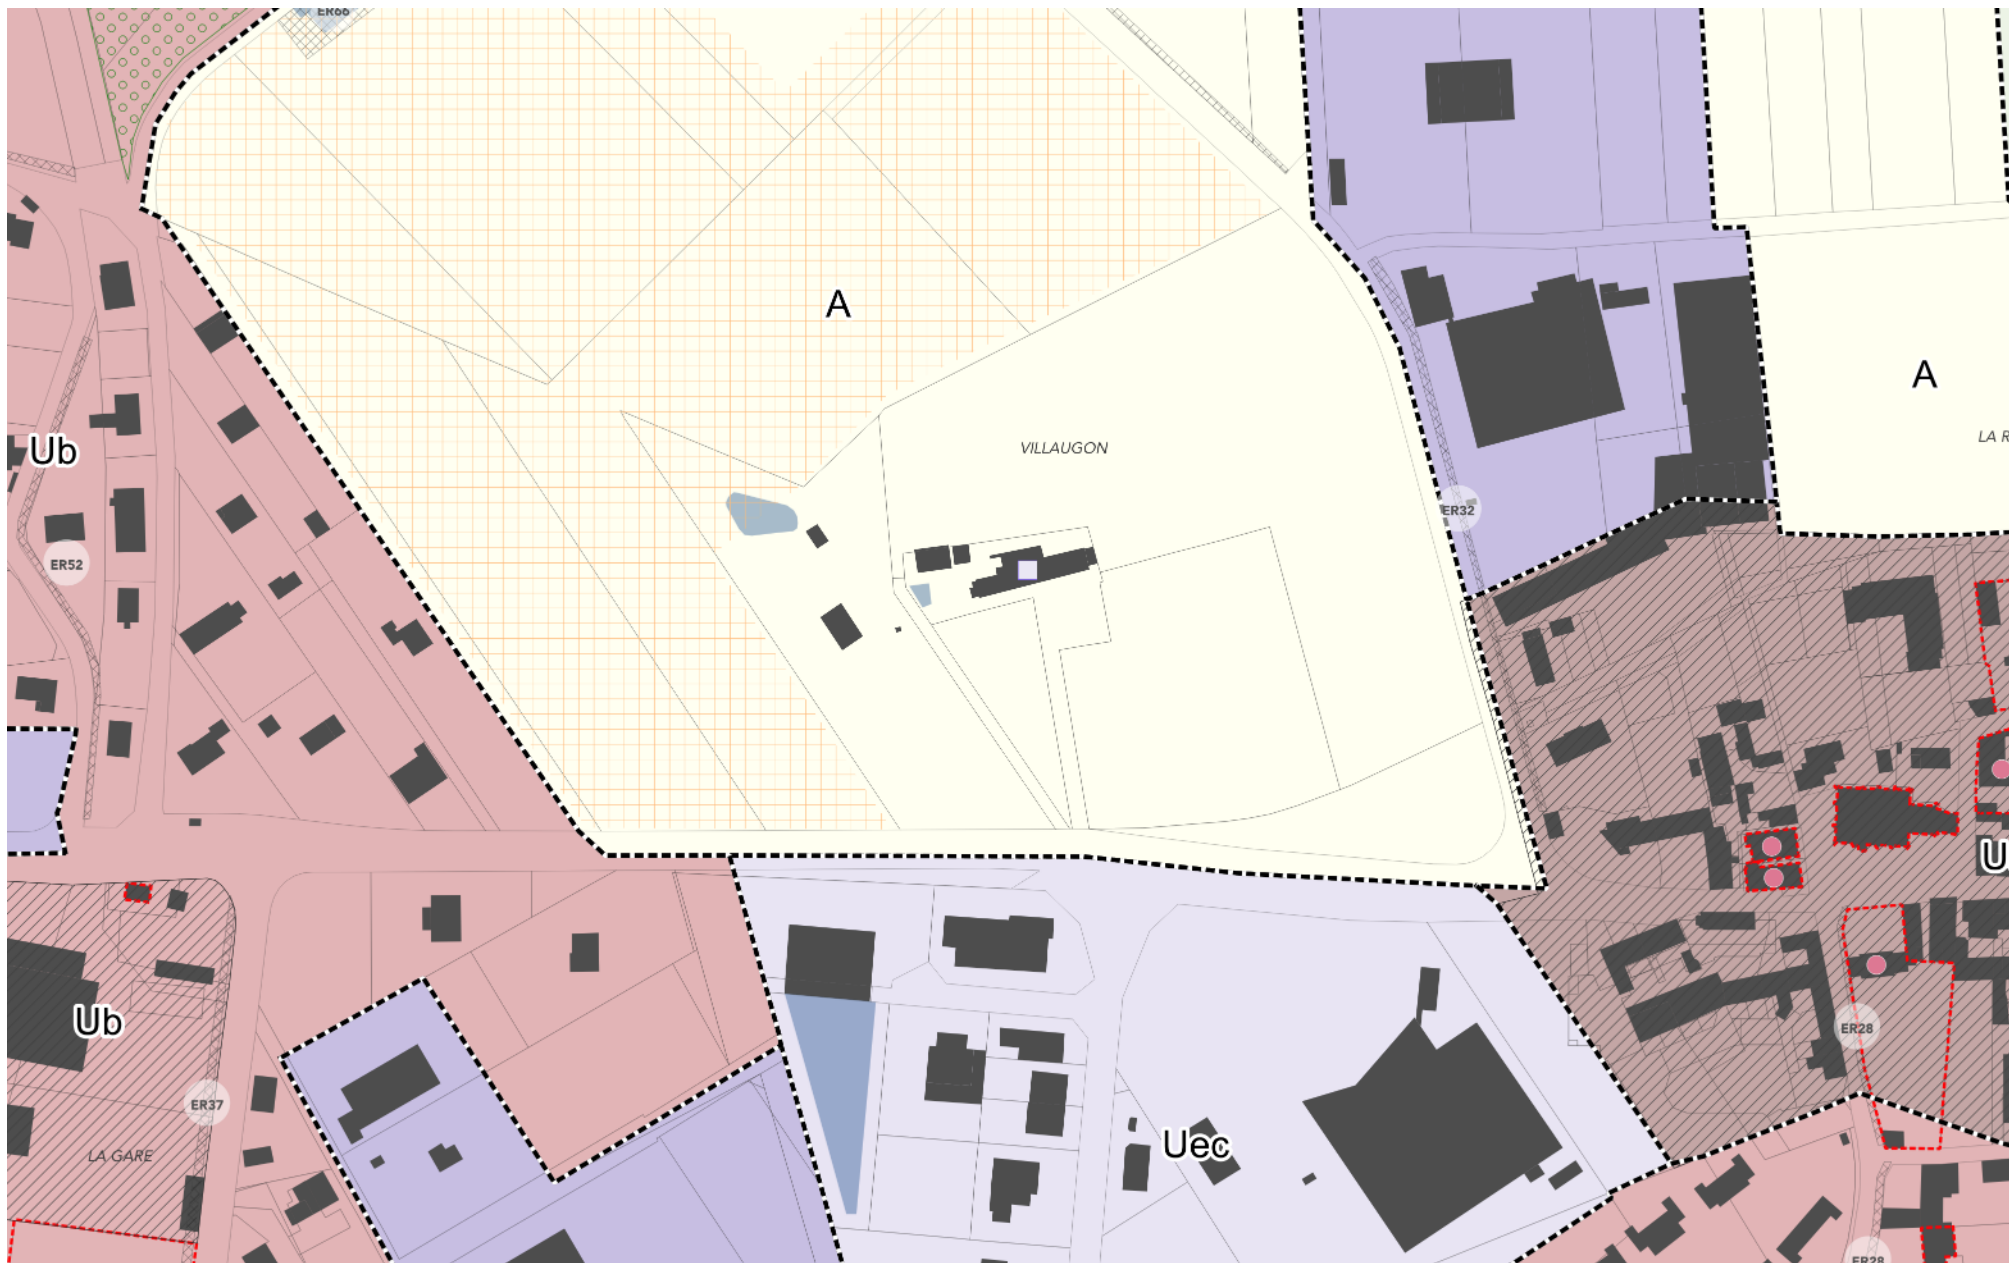 ER66
A
A
LA R
VILLAUGON
Ub
ER32
ER52
U
Ub
ER28
ER37
LA GARE
Uec
ER28